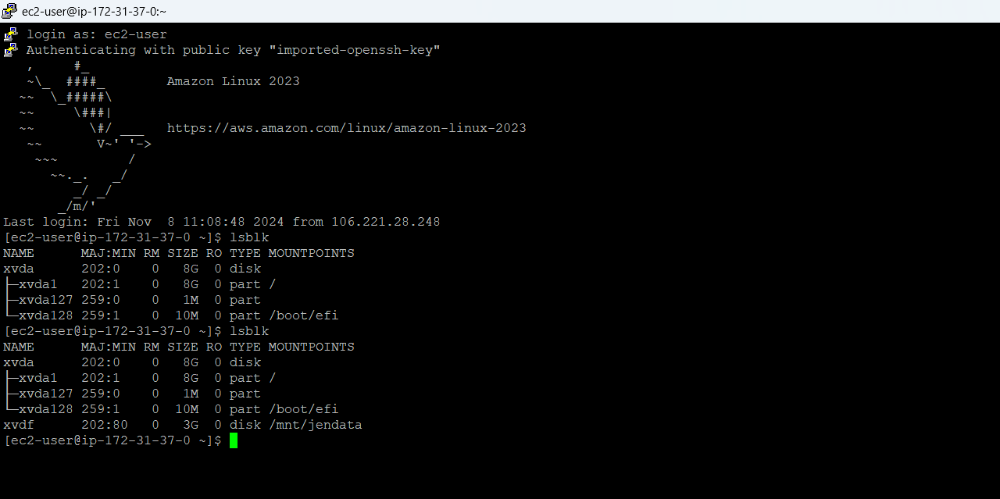 ec2-user@ip-172-31-37-0:~
login as: ec2-user
Authenticating with public key "imported-openssh-key"
   ,     #_
   ~\_  ####_        Amazon Linux 2023
  ~~  \_#####\
  ~~     \###|
  ~~       \#/ ___   https://aws.amazon.com/linux/amazon-linux-2023
   ~~       V~' '->
    ~~~         /
      ~~._.   _/
         _/ _/
       _/m/'
Last login: Fri Nov  8 11:08:48 2024 from 106.221.28.248
[ec2-user@ip-172-31-37-0 ~]$ lsblk
NAME      MAJ:MIN RM SIZE RO TYPE MOUNTPOINTS
xvda      202:0    0   8G  0 disk
├─xvda1   202:1    0   8G  0 part /
├─xvda127 259:0    0   1M  0 part
└─xvda128 259:1    0  10M  0 part /boot/efi
[ec2-user@ip-172-31-37-0 ~]$ lsblk
NAME      MAJ:MIN RM SIZE RO TYPE MOUNTPOINTS
xvda      202:0    0   8G  0 disk
├─xvda1   202:1    0   8G  0 part /
├─xvda127 259:0    0   1M  0 part
└─xvda128 259:1    0  10M  0 part /boot/efi
xvdf      202:80   0   3G  0 disk /mnt/jendata
[ec2-user@ip-172-31-37-0 ~]$